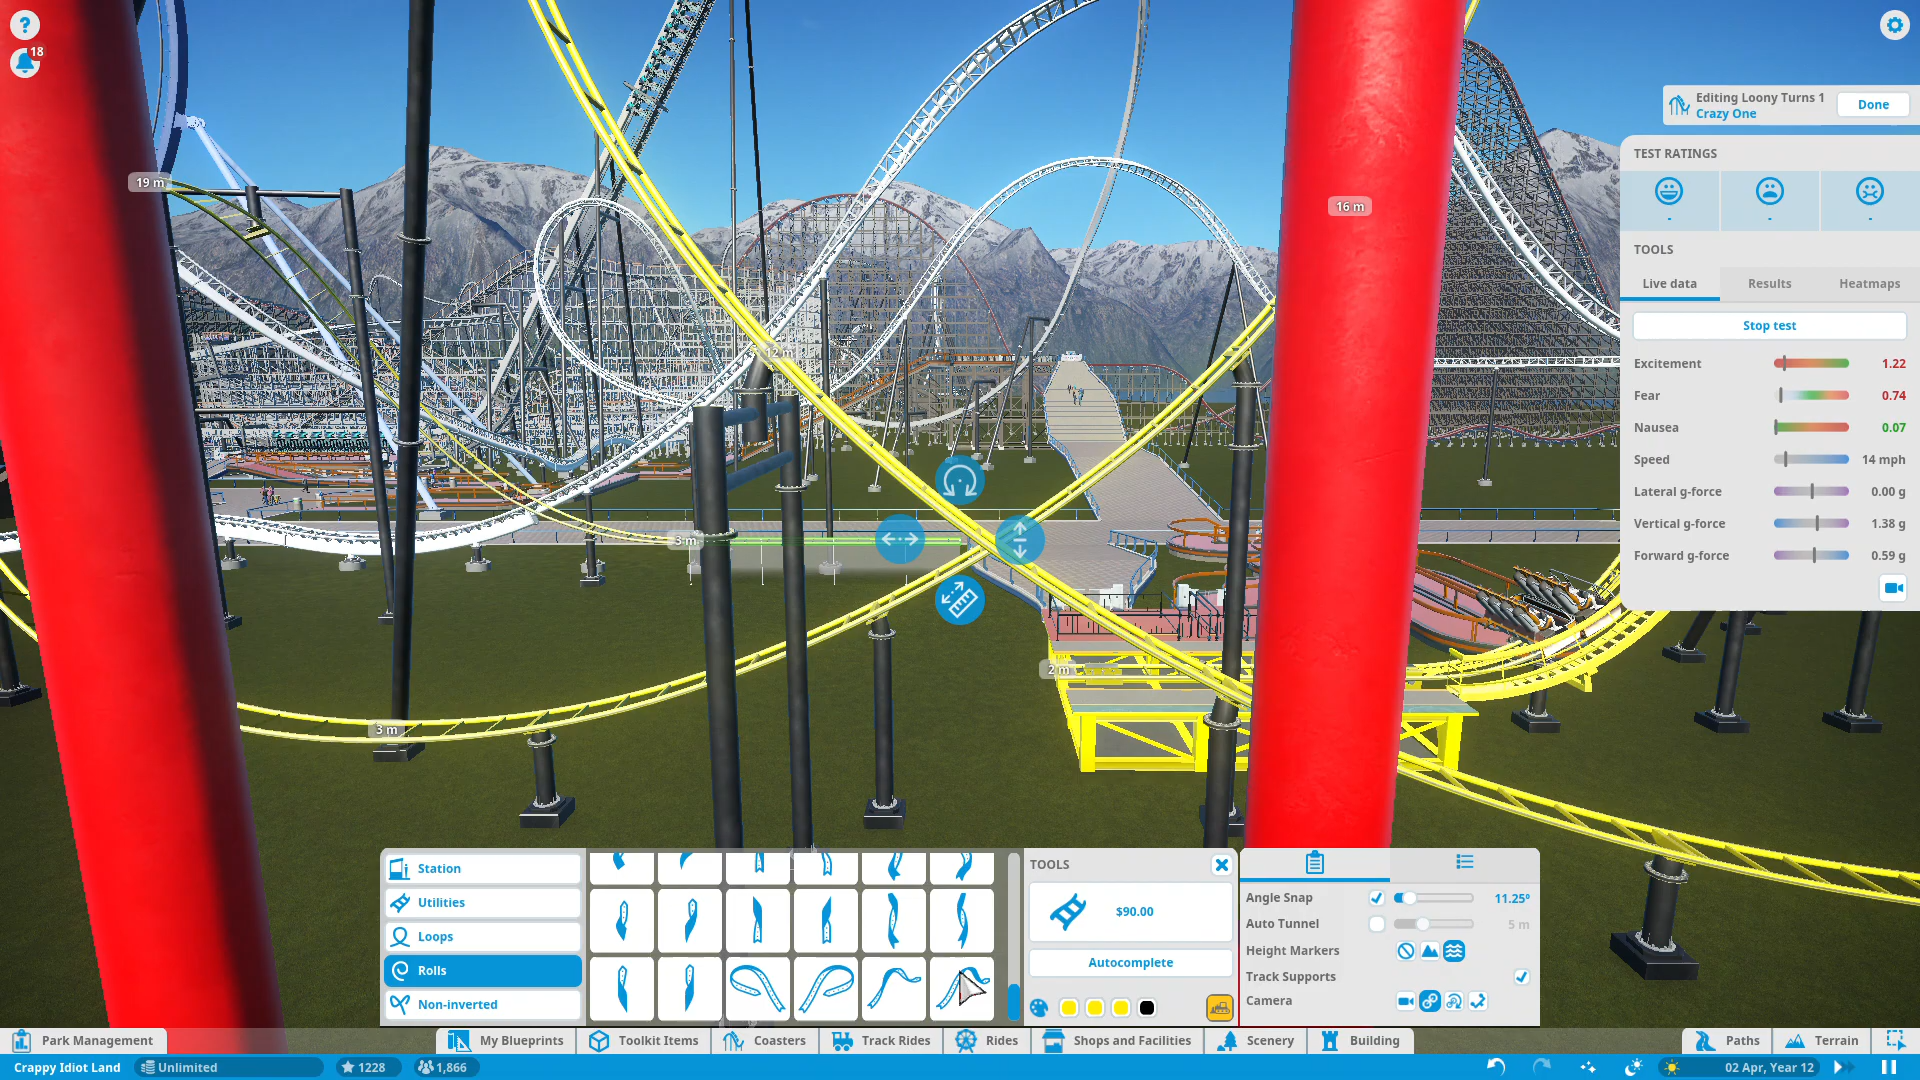 ?
18
19 m
16 m
12 m
3 m
2 m
3 m
Editing Loony Turns 1
Crazy One
Done
TEST RATINGS
-
-
-
TOOLS
Live data
Results
Heatmaps
Stop test
Excitement 1.22
Fear 0.74
Nausea 0.07
Speed 14 mph
Lateral g-force 0.00 g
Vertical g-force 1.38 g
Forward g-force 0.59 g
Station
Utilities
Loops
Rolls
Non-inverted
TOOLS
$90.00
Autocomplete
Angle Snap 11.25°
Auto Tunnel 5 m
Height Markers
Track Supports
Camera
Park Management
My Blueprints
Toolkit Items
Coasters
Track Rides
Rides
Shops and Facilities
Scenery
Building
Paths
Terrain
Crappy Idiot Land
Unlimited
1228
1,866
02 Apr, Year 12